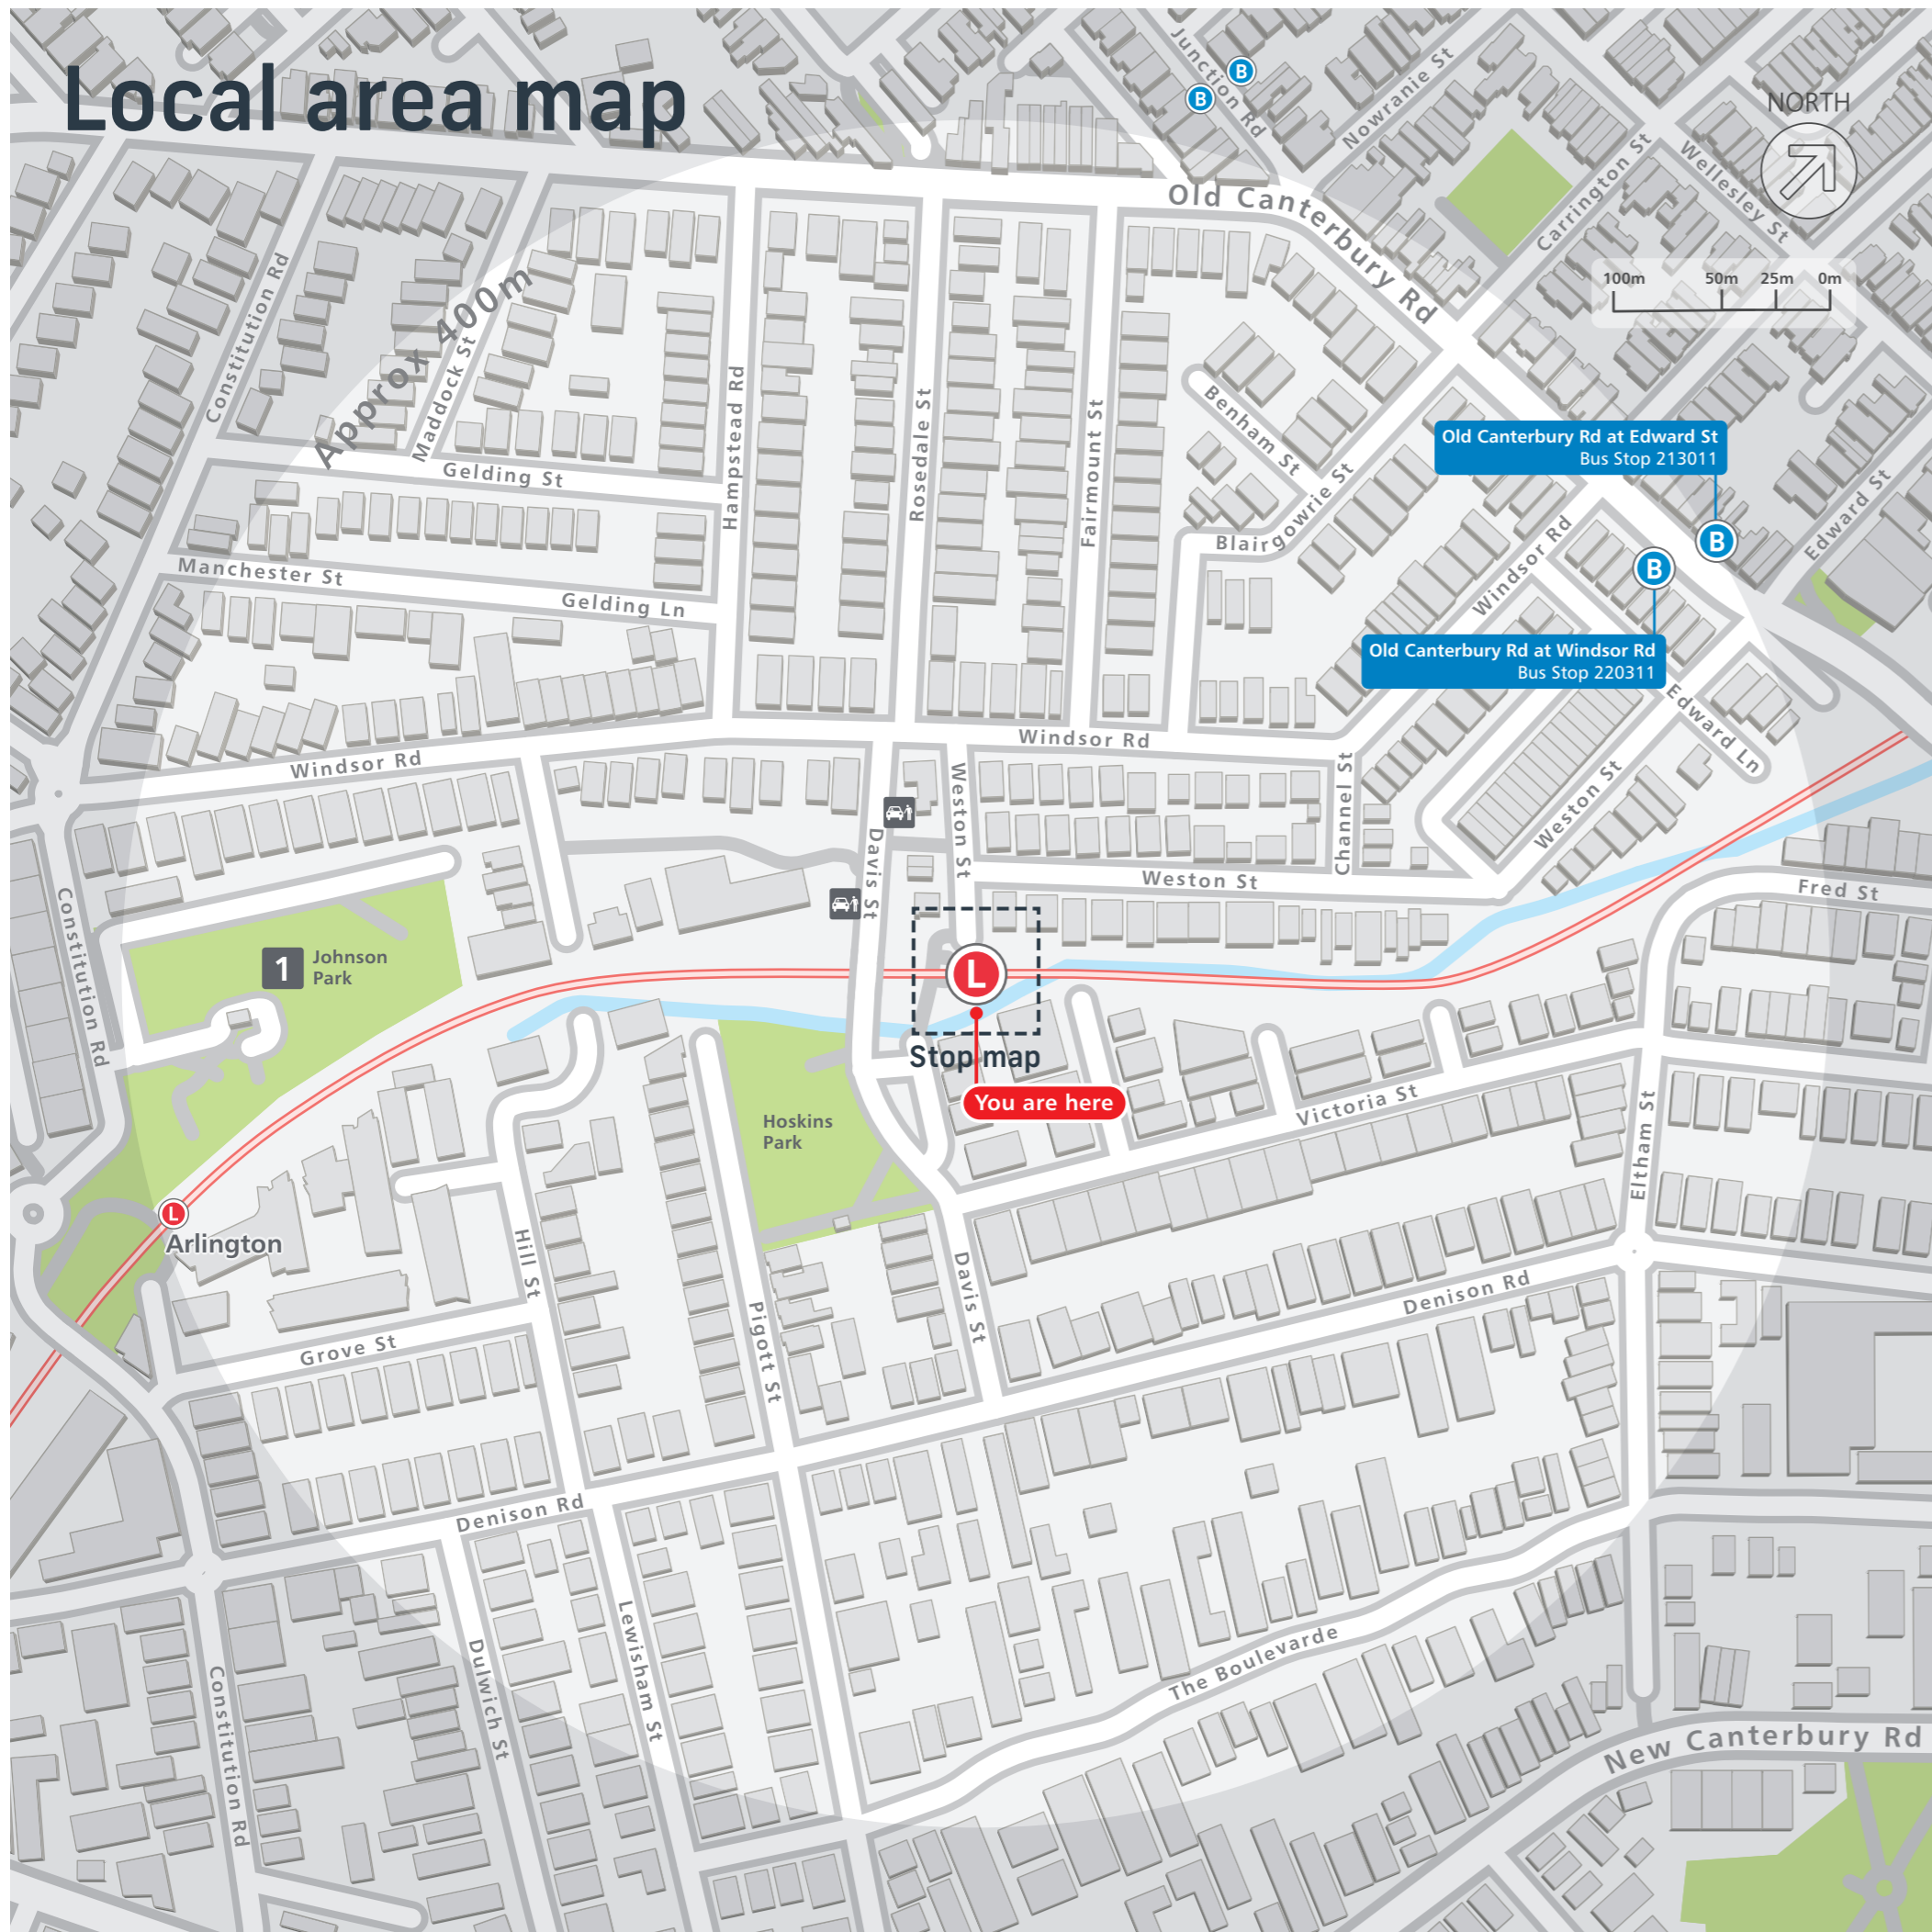 Local area map
Junction Rd
B
B
Nowranie St
NORTH
Carrington St
Wellesley St
Old Canterbury Rd
100m 50m 25m 0m
Constitution Rd
Approx 400m
Maddock St
Hampstead Rd
Rosedale St
Fairmount St
Benham St
Old Canterbury Rd at Edward St
Bus Stop 213011
Gelding St
Blairgowrie St
Windsor Rd
Edward St
B
B
Manchester St
Gelding Ln
Old Canterbury Rd at Windsor Rd
Bus Stop 220311
Edward Ln
Windsor Rd
Windsor Rd
Weston St
Channel St
Weston St
Davis St
Weston St
Fred St
Constitution Rd
1
Johnson
Park
L
Stop map
You are here
Hoskins
Park
Victoria St
Eltham St
L
Arlington
Hill St
Pigott St
Davis St
Denison Rd
Grove St
Denison Rd
Lewisham St
Dulwich St
Constitution Rd
The Boulevarde
New Canterbury Rd